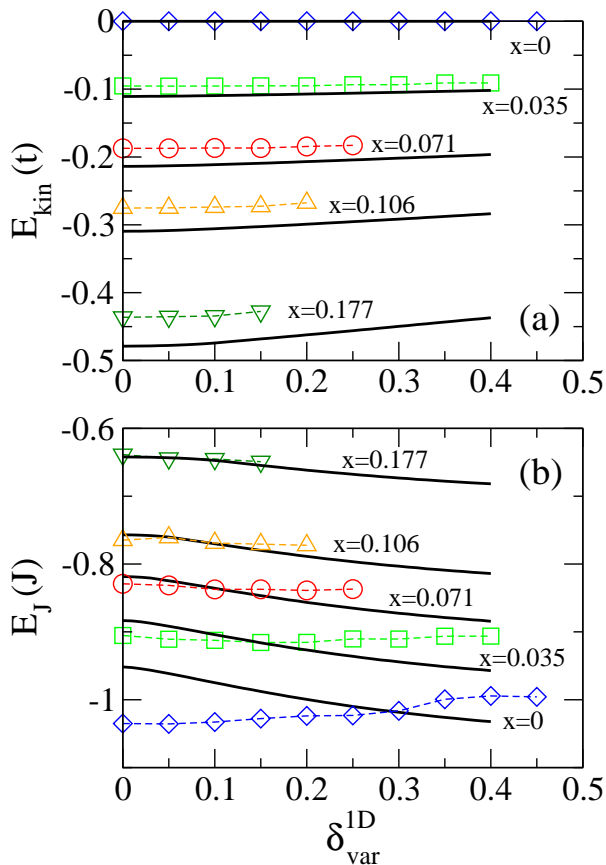 0
-0.1
-0.2
-0.3
-0.4
-0.5
E_kin (t)
x=0
x=0.035
x=0.071
x=0.106
x=0.177
(a)
0 0.1 0.2 0.3 0.4 0.5
-0.6
-0.8
-1
E_J (J)
x=0.177
(b)
x=0.106
x=0.071
x=0.035
x=0
0 0.1 0.2 0.3 0.4 0.5
δ_var^1D